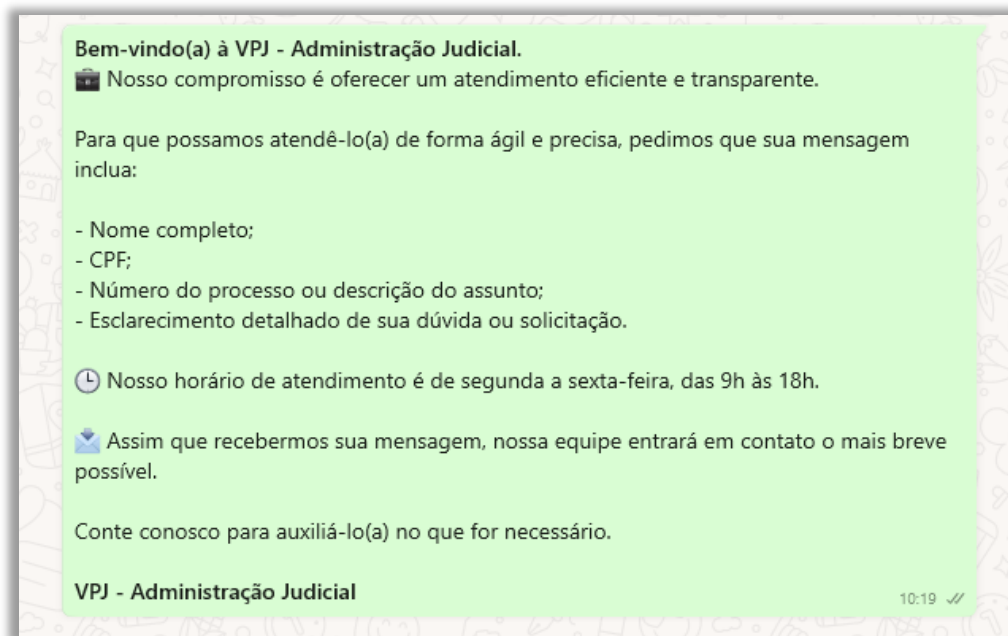 Bem-vindo(a) à VPJ - Administração Judicial.
💼 Nosso compromisso é oferecer um atendimento eficiente e transparente.
Para que possamos atendê-lo(a) de forma ágil e precisa, pedimos que sua mensagem
inclua:
- Nome completo;
- CPF;
- Número do processo ou descrição do assunto;
- Esclarecimento detalhado de sua dúvida ou solicitação.
🕒 Nosso horário de atendimento é de segunda a sexta-feira, das 9h às 18h.
📩 Assim que recebermos sua mensagem, nossa equipe entrará em contato o mais breve
possível.
Conte conosco para auxiliá-lo(a) no que for necessário.
VPJ - Administração Judicial
10:19